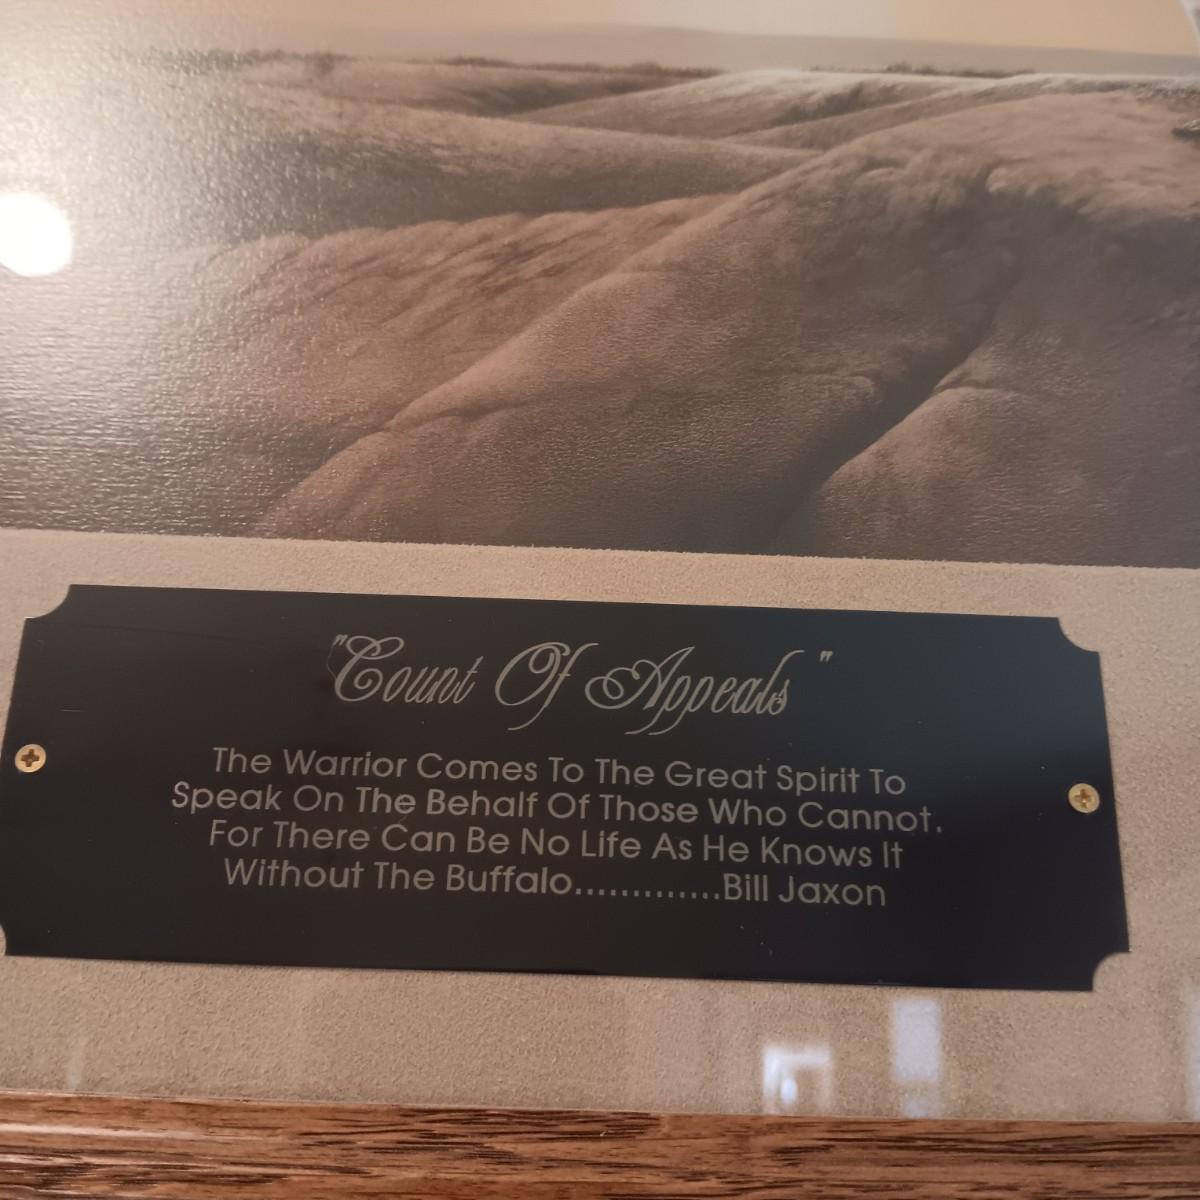 "Count Of Appeals"
The Warrior Comes To The Great Spirit To
Speak On The Behalf Of Those Who Cannot.
For There Can Be No Life As He Knows It
Without The Buffalo.............Bill Jaxon